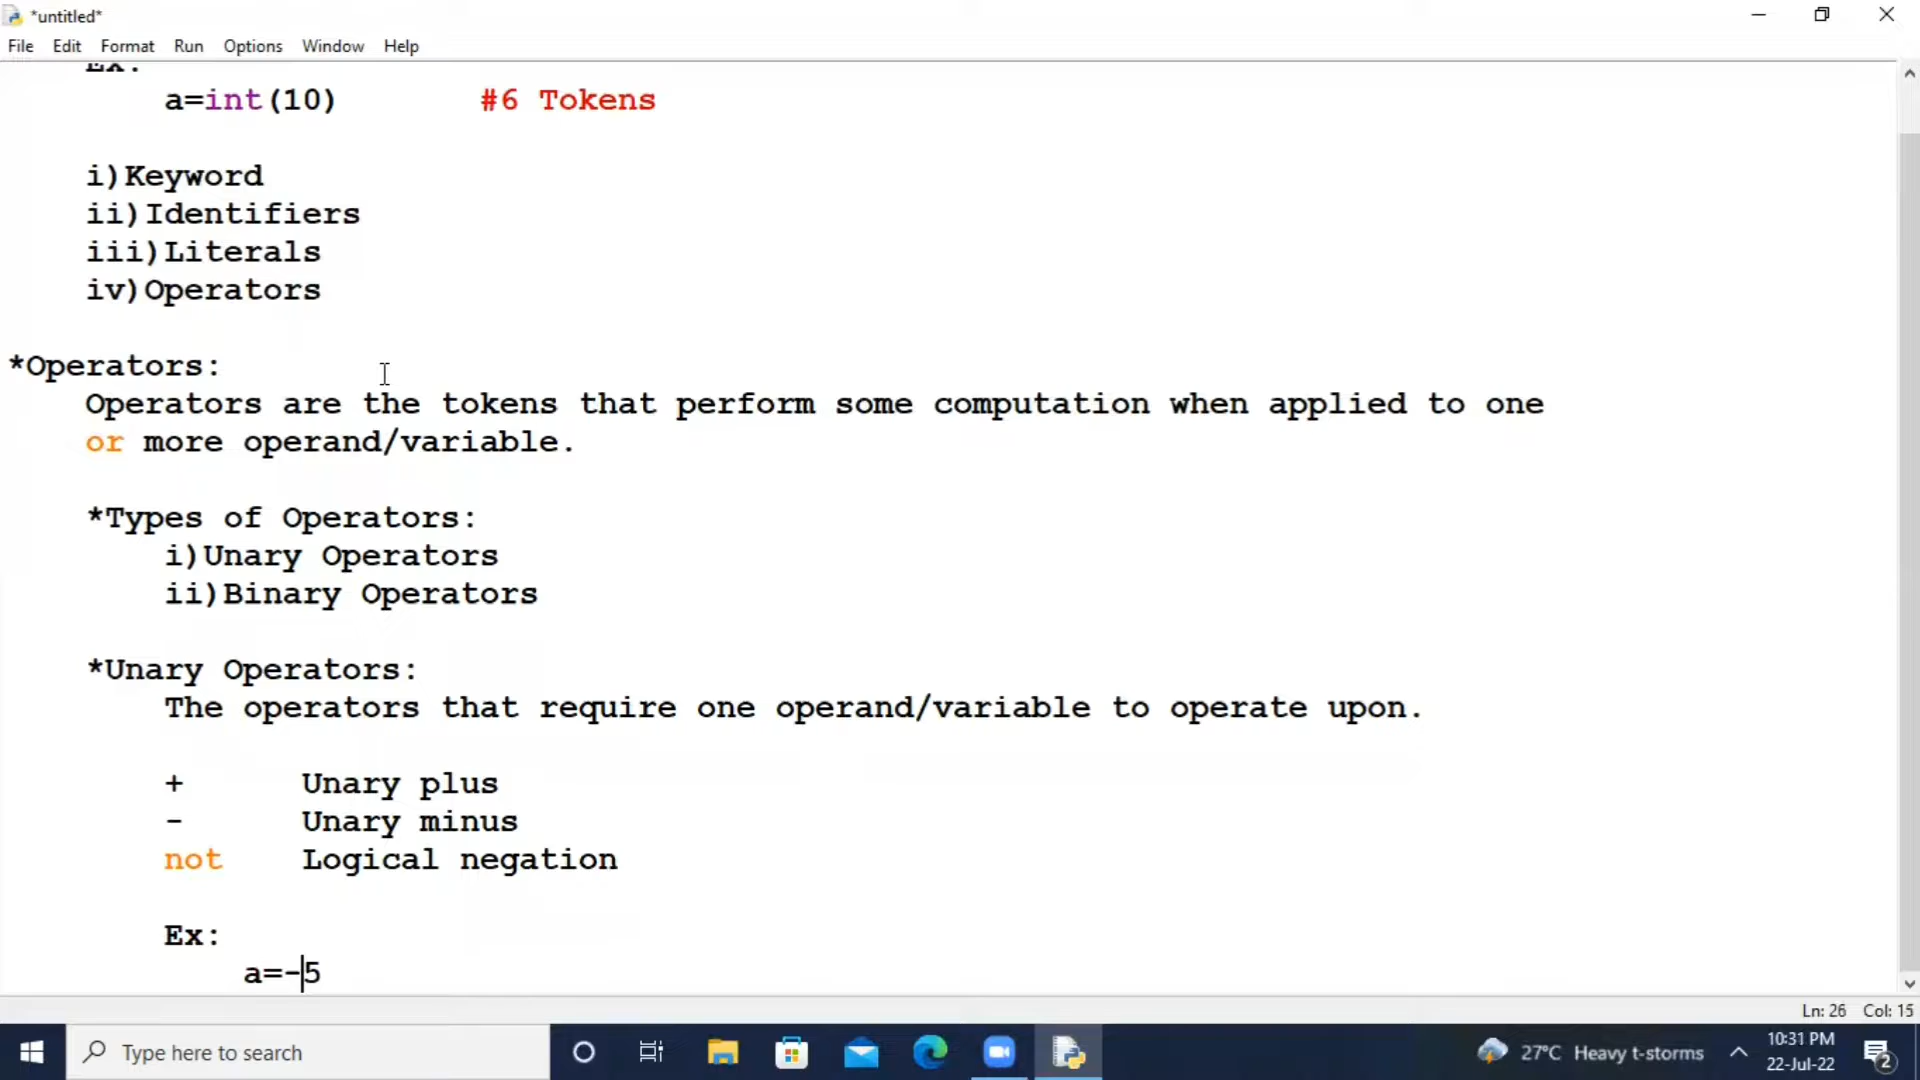 *untitled*
File Edit Format Run Options Window Help
Ex:
a=int(10) #6 Tokens
i)Keyword
ii)Identifiers
iii)Literals
iv)Operators
*Operators:
Operators are the tokens that perform some computation when applied to one
or more operand/variable.
*Types of Operators:
i)Unary Operators
ii)Binary Operators
*Unary Operators:
The operators that require one operand/variable to operate upon.
+ Unary plus
- Unary minus
not Logical negation
Ex:
a=-5
Ln: 26 Col: 15
Type here to search
27°C Heavy t-storms
10:31 PM
22-Jul-22
2